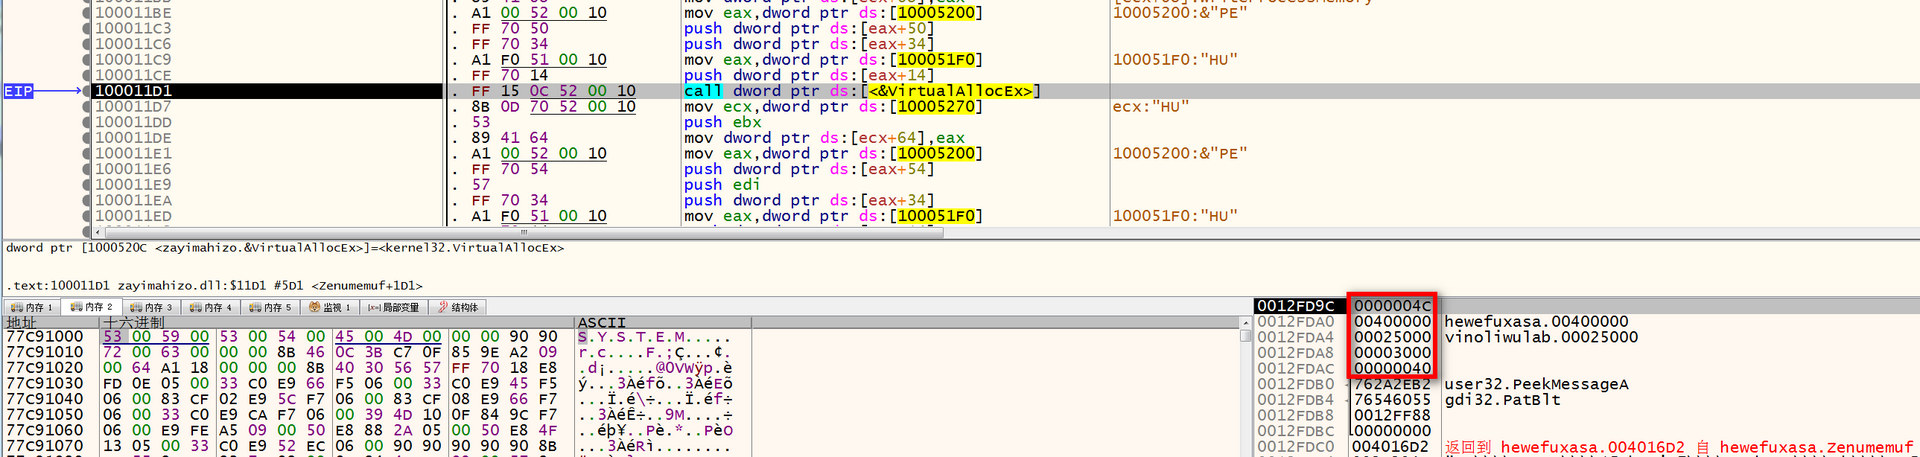 100011BE . A1 00 52 00 10 mov eax,dword ptr ds:[10005200] 10005200:&"PE"
100011C3 . FF 70 50 push dword ptr ds:[eax+50]
100011C6 . FF 70 34 push dword ptr ds:[eax+34]
100011C9 . A1 F0 51 00 10 mov eax,dword ptr ds:[100051F0] 100051F0:"HU"
100011CE . FF 70 14 push dword ptr ds:[eax+14]
EIP 100011D1 . FF 15 0C 52 00 10 call dword ptr ds:[<&VirtualAllocEx>]
100011D7 . 8B 0D 70 52 00 10 mov ecx,dword ptr ds:[10005270] ecx:"HU"
100011DD . 53 push ebx
100011DE . 89 41 64 mov dword ptr ds:[ecx+64],eax
100011E1 . A1 00 52 00 10 mov eax,dword ptr ds:[10005200] 10005200:&"PE"
100011E6 . FF 70 54 push dword ptr ds:[eax+54]
100011E9 . 57 push edi
100011EA . FF 70 34 push dword ptr ds:[eax+34]
100011ED . A1 F0 51 00 10 mov eax,dword ptr ds:[100051F0] 100051F0:"HU"
dword ptr [1000520C <zayimahizo.&VirtualAllocEx>]=<kernel32.VirtualAllocEx>
.text:100011D1 zayimahizo.dll:$11D1 #5D1 <Zenumemuf+1D1>
内存 1 内存 2 内存 3 内存 4 内存 5 监视 1 [x=] 局部变量 结构体
地址 十六进制 ASCII
77C91000 53 00 59 00 53 00 54 00 45 00 4D 00 00 00 90 90 S.Y.S.T.E.M.....
77C91010 72 00 63 00 00 00 8B 46 0C 3B C7 0F 85 9E A2 09 r.c....F.;Ç...¢.
77C91020 00 64 A1 18 00 00 00 8B 40 30 56 57 FF 70 18 E8 .d¡.....@0VWÿp.è
77C91030 FD 0E 05 00 33 C0 E9 66 F5 06 00 33 C0 E9 45 F5 ý...3Àéfõ..3ÀéEõ
77C91040 06 00 83 CF 02 E9 5C F7 06 00 83 CF 08 E9 66 F7 ...Ï.é\÷...Ï.éf÷
77C91050 06 00 33 C0 E9 CA F7 06 00 39 4D 10 0F 84 9C F7 ..3ÀéÊ÷..9M....÷
77C91060 06 00 E9 FE A5 09 00 50 E8 88 2A 05 00 50 E8 4F ..éþ¥..Pè.*..PèO
77C91070 13 05 00 33 C0 E9 52 EC 06 00 90 90 90 90 90 8B ...3ÀéRì........
0012FD9C 0000004C
0012FDA0 00400000 hewefuxasa.00400000
0012FDA4 00025000 vinoliwulab.00025000
0012FDA8 00003000
0012FDAC 00000040
0012FDB0 762A2EB2 user32.PeekMessageA
0012FDB4 76546055 gdi32.PatBlt
0012FDB8 0012FF88
0012FDBC 00000000
0012FDC0 004016D2 返回到 hewefuxasa.004016D2 自 hewefuxasa.Zenumemuf